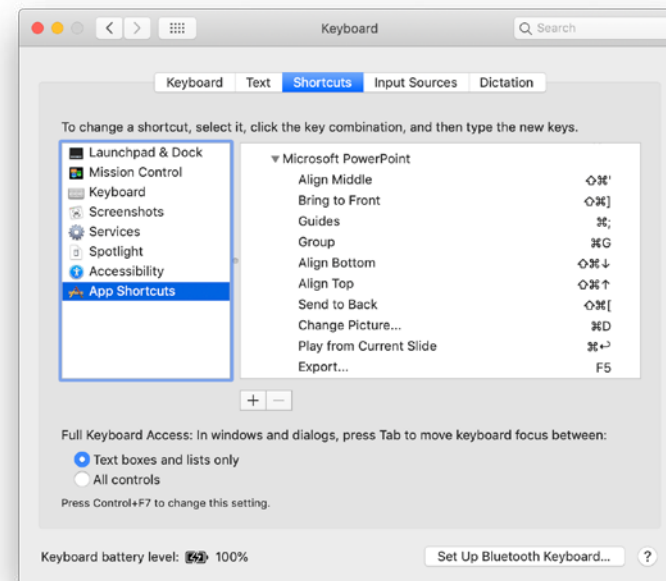 Keyboard
Search
Keyboard Text Shortcuts Input Sources Dictation
To change a shortcut, select it, click the key combination, and then type the new keys.
Launchpad & Dock
Mission Control
Keyboard
Screenshots
Services
Spotlight
Accessibility
App Shortcuts
Microsoft PowerPoint
Align Middle ⇧⌘'
Bring to Front ⇧⌘]
Guides ⌘;
Group ⌘G
Align Bottom ⇧⌘↓
Align Top ⇧⌘↑
Send to Back ⇧⌘[
Change Picture... ⌘D
Play from Current Slide ⌘↩
Export... F5
+ −
Full Keyboard Access: In windows and dialogs, press Tab to move keyboard focus between:
Text boxes and lists only
All controls
Press Control+F7 to change this setting.
Keyboard battery level: 100%
Set Up Bluetooth Keyboard... ?